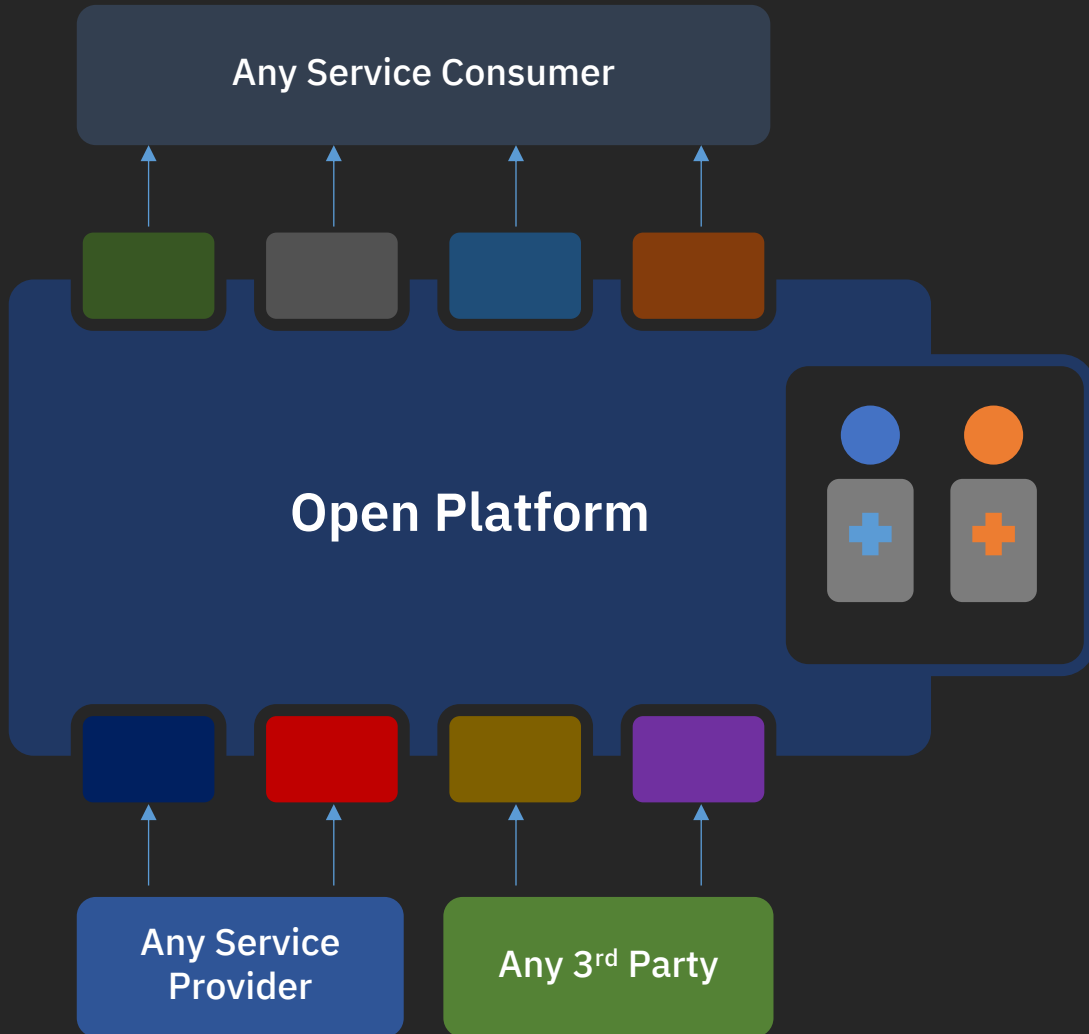 Any Service Consumer
Open Platform
Any Service
Provider
Any 3rd Party